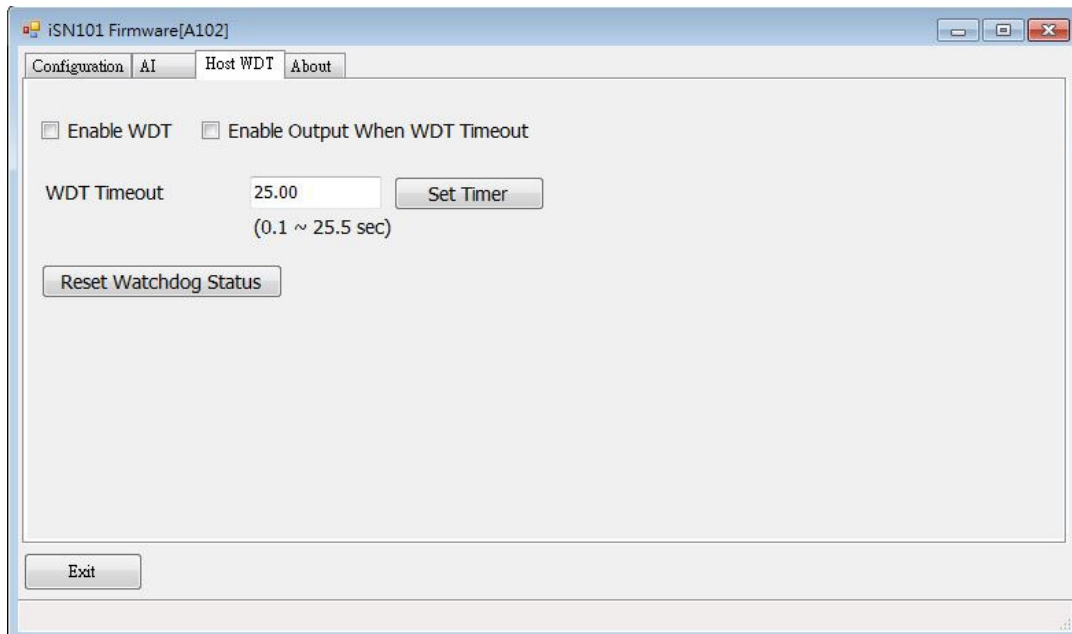 iSN101 Firmware[A102]
Configuration AI Host WDT About
Enable WDT Enable Output When WDT Timeout
WDT Timeout 25.00 Set Timer
(0.1 ~ 25.5 sec)
Reset Watchdog Status
Exit